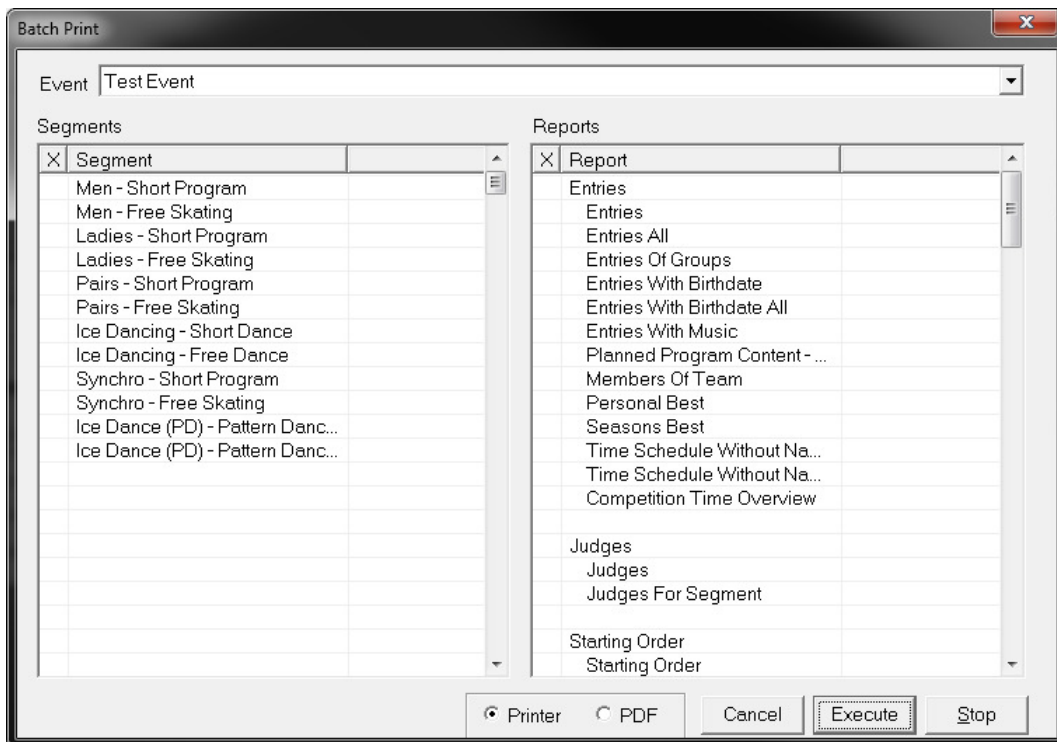 Batch Print
Event Test Event
Segments
X Segment
Men - Short Program
Men - Free Skating
Ladies - Short Program
Ladies - Free Skating
Pairs - Short Program
Pairs - Free Skating
Ice Dancing - Short Dance
Ice Dancing - Free Dance
Synchro - Short Program
Synchro - Free Skating
Ice Dance (PD) - Pattern Danc...
Ice Dance (PD) - Pattern Danc...
Reports
X Report
Entries
Entries
Entries All
Entries Of Groups
Entries With Birthdate
Entries With Birthdate All
Entries With Music
Planned Program Content - ...
Members Of Team
Personal Best
Seasons Best
Time Schedule Without Na...
Time Schedule Without Na...
Competition Time Overview
Judges
Judges
Judges For Segment
Starting Order
Starting Order
Printer PDF Cancel Execute Stop